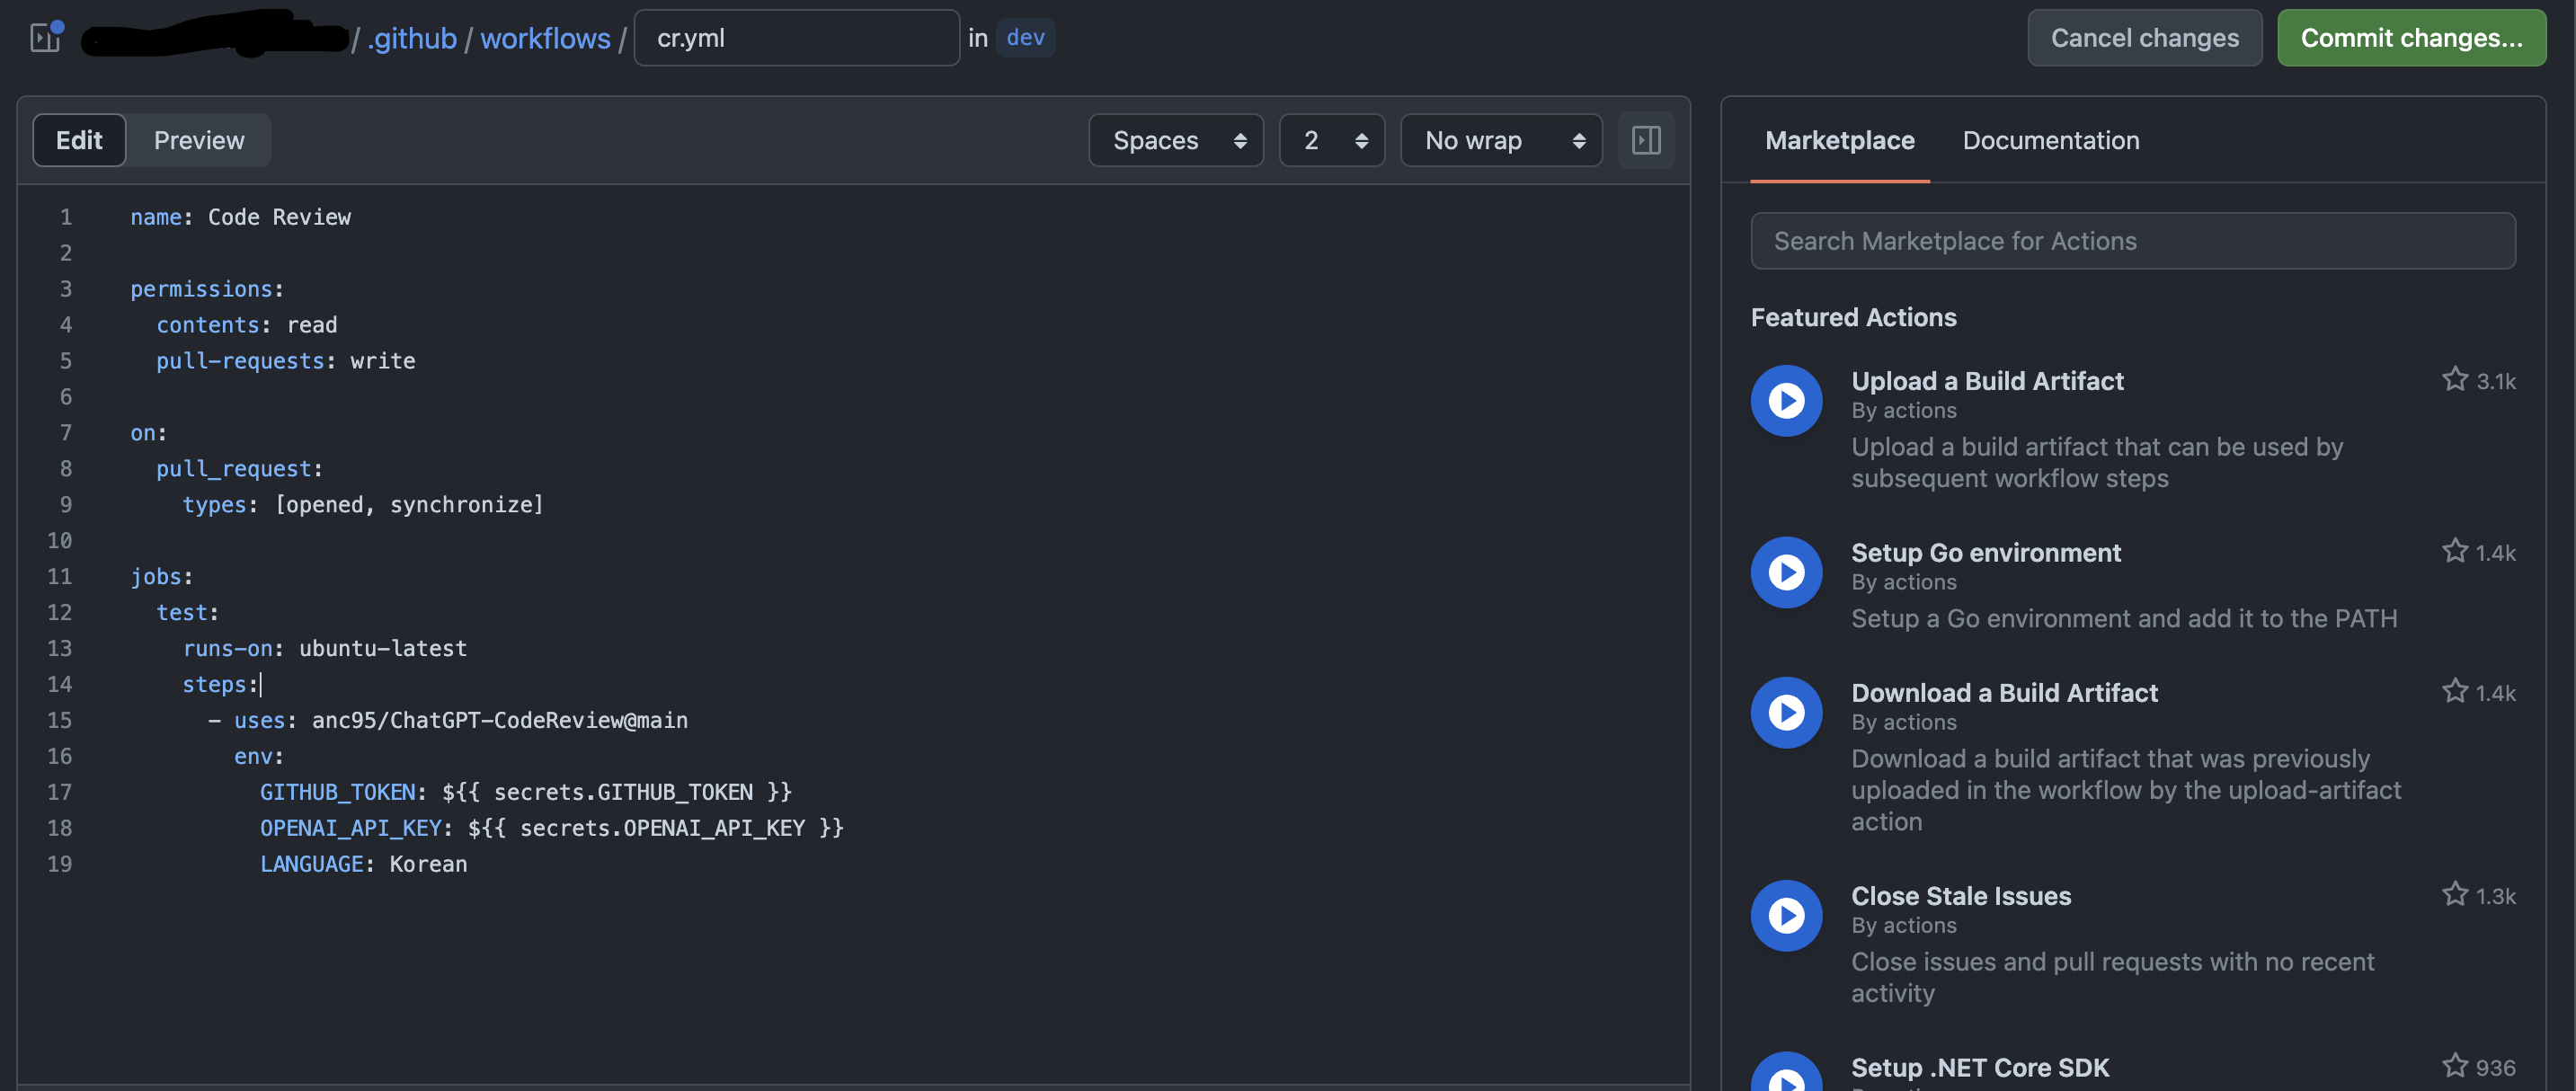 / .github / workflows / cr.yml in dev
Cancel changes
Commit changes...
Edit Preview
Spaces 2 No wrap
1 name: Code Review
2
3 permissions:
4   contents: read
5   pull-requests: write
6
7 on:
8   pull_request:
9     types: [opened, synchronize]
10
11 jobs:
12   test:
13     runs-on: ubuntu-latest
14     steps:
15       - uses: anc95/ChatGPT-CodeReview@main
16         env:
17           GITHUB_TOKEN: ${{ secrets.GITHUB_TOKEN }}
18           OPENAI_API_KEY: ${{ secrets.OPENAI_API_KEY }}
19           LANGUAGE: Korean
Marketplace Documentation
Search Marketplace for Actions
Featured Actions
Upload a Build Artifact 3.1k
By actions
Upload a build artifact that can be used by
subsequent workflow steps
Setup Go environment 1.4k
By actions
Setup a Go environment and add it to the PATH
Download a Build Artifact 1.4k
By actions
Download a build artifact that was previously
uploaded in the workflow by the upload-artifact
action
Close Stale Issues 1.3k
By actions
Close issues and pull requests with no recent
activity
Setup .NET Core SDK 936